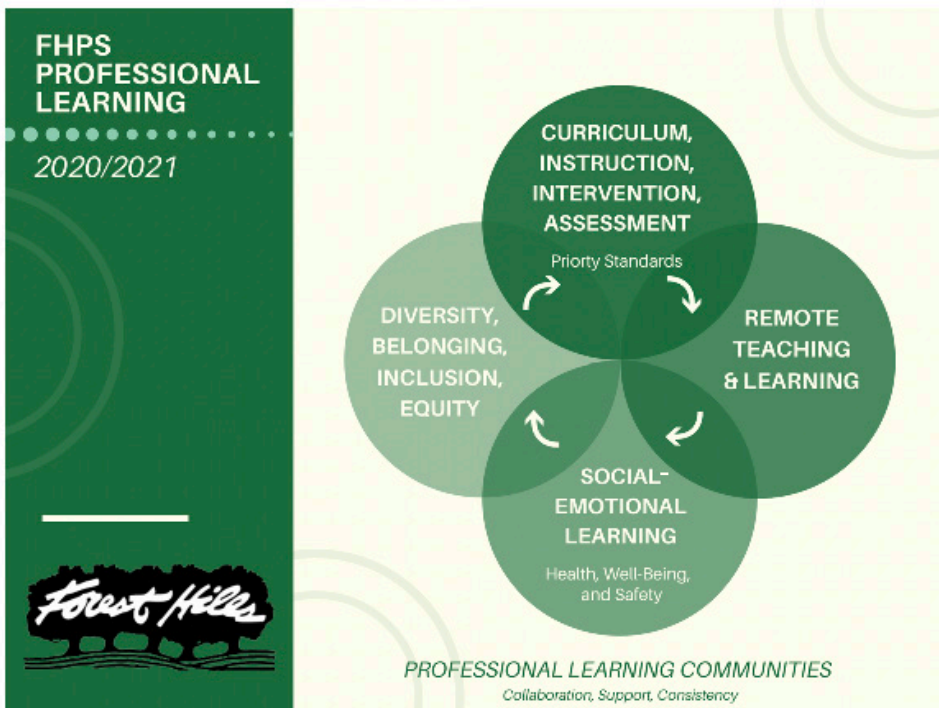 FHPS
PROFESSIONAL
LEARNING
2020/2021
Forest Hills
CURRICULUM,
INSTRUCTION,
INTERVENTION,
ASSESSMENT
Priorty Standards
DIVERSITY,
BELONGING,
INCLUSION,
EQUITY
REMOTE
TEACHING
& LEARNING
SOCIAL-
EMOTIONAL
LEARNING
Health, Well-Being,
and Safety
PROFESSIONAL LEARNING COMMUNITIES
Collaboration, Support, Consistency